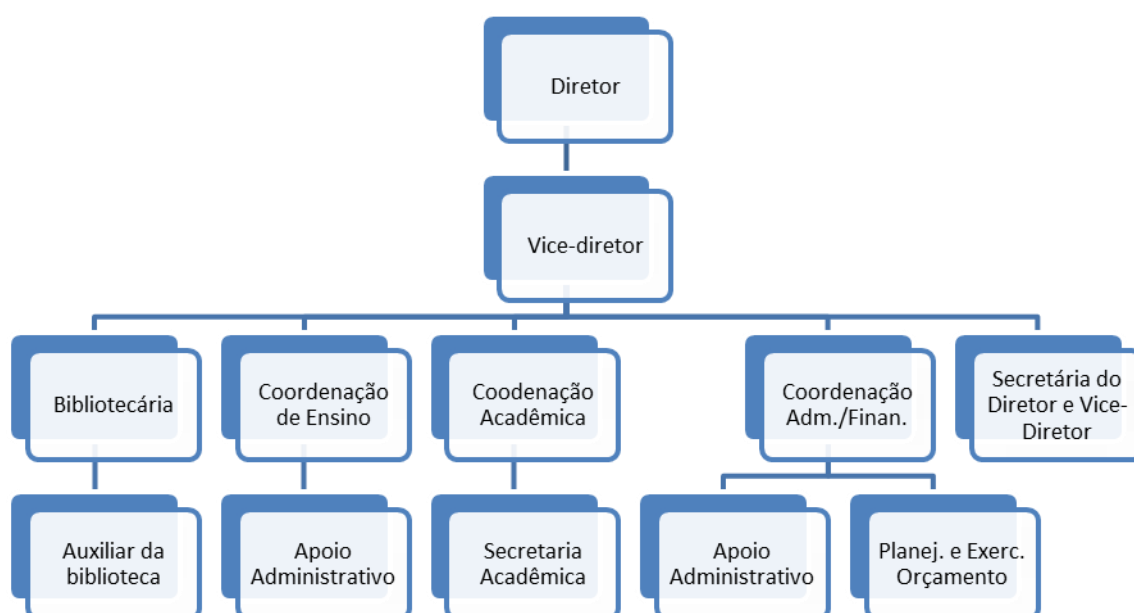 Diretor
Vice-diretor
Bibliotecária
Coordenação
de Ensino
Coodenação
Acadêmica
Coordenação
Adm./Finan.
Secretária do
Diretor e Vice-
Diretor
Auxiliar da
biblioteca
Apoio
Administrativo
Secretaria
Acadêmica
Apoio
Administrativo
Planej. e Exerc.
Orçamento